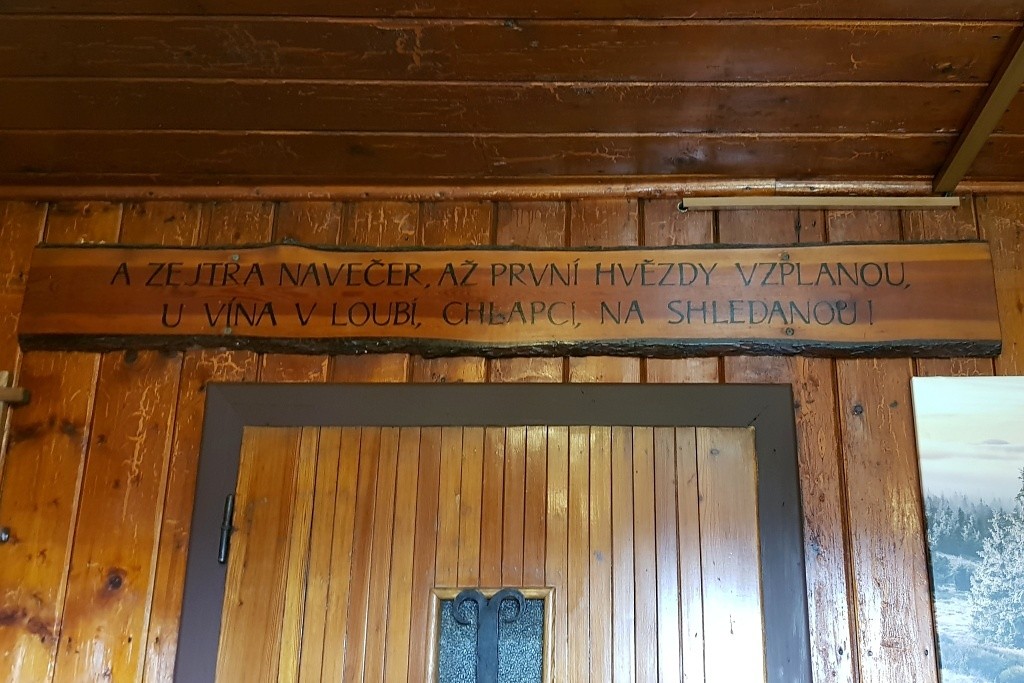 A ZEJTRA NAVEČER, AŽ PRVNÍ HVĚZDY VZPLANOU,
U VÍNA V LOUBÍ, CHLAPCI, NA SHLEDANOU!